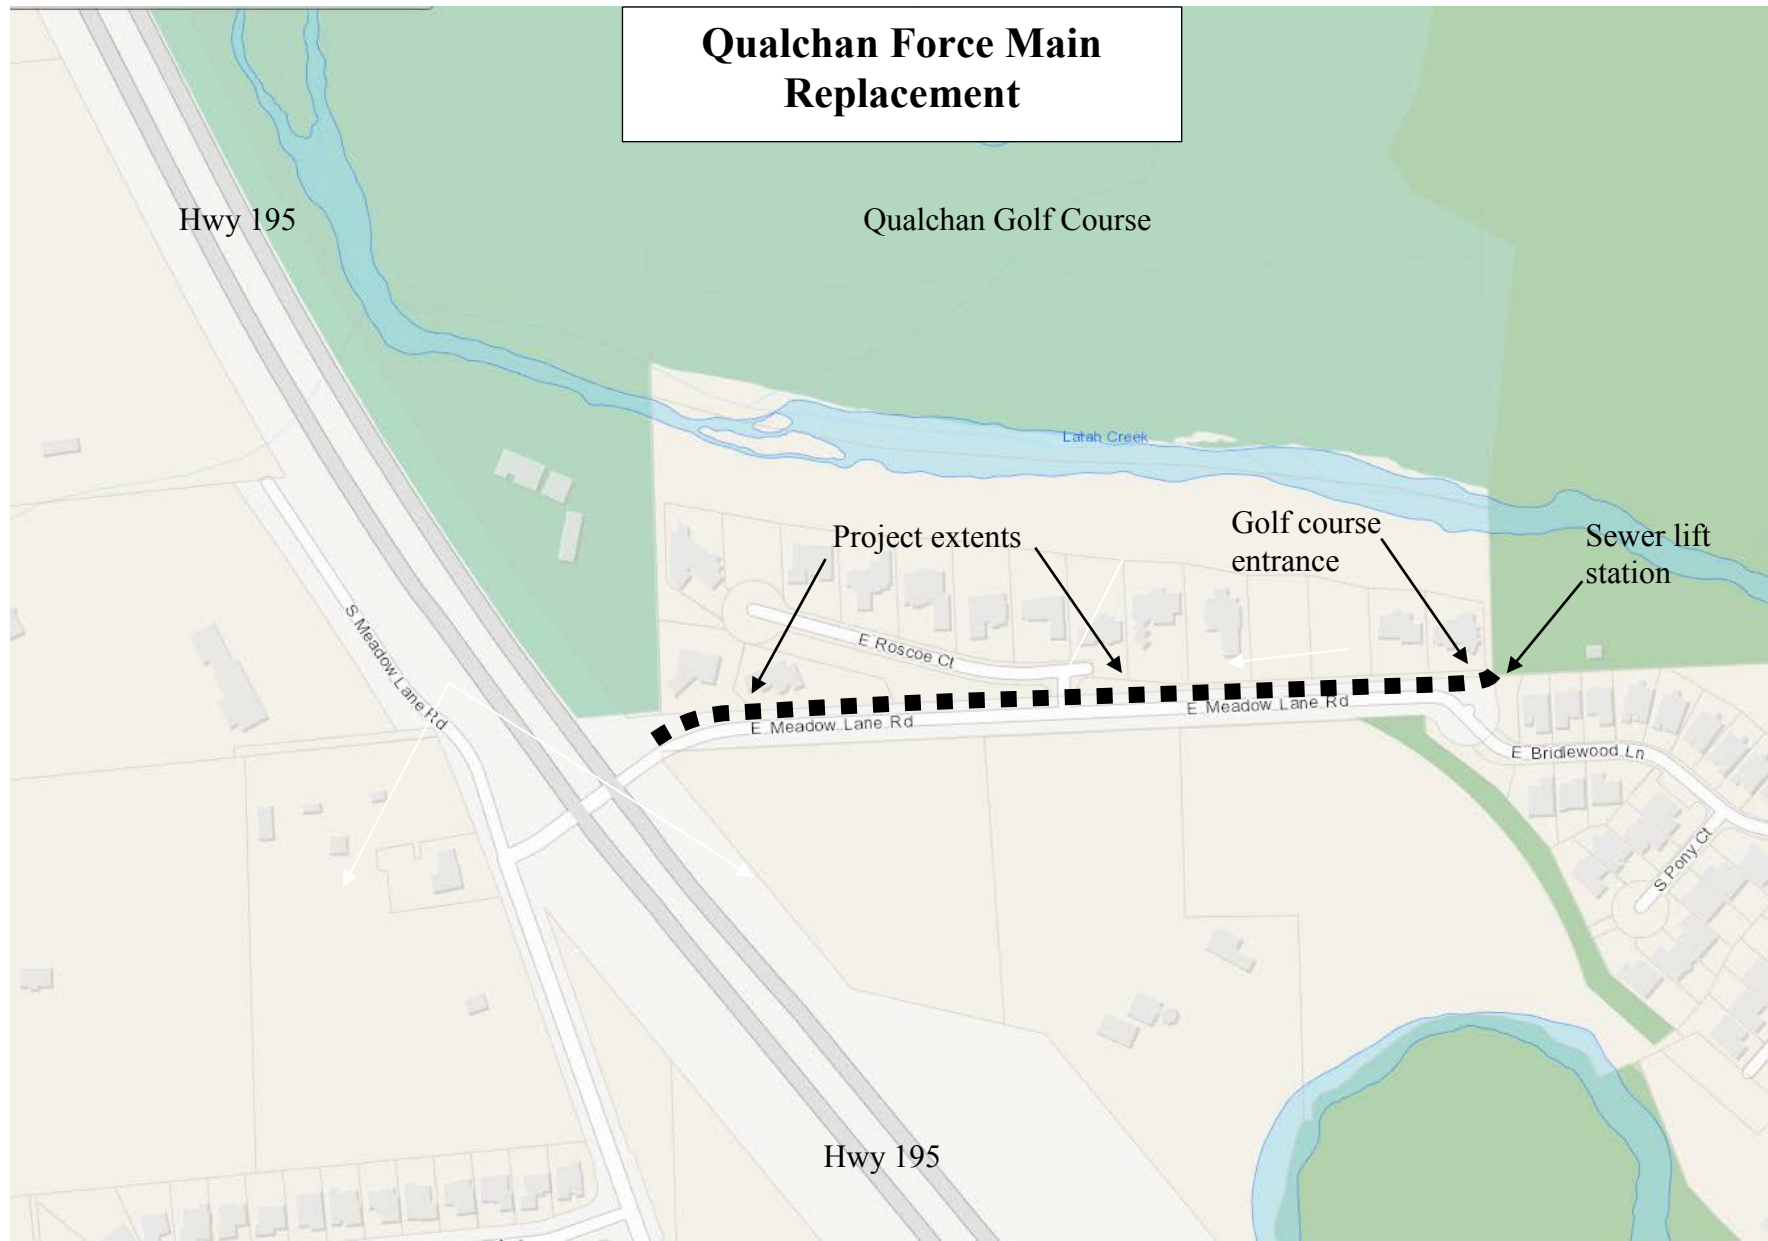 Qualchan Force Main
Replacement
Hwy 195
Qualchan Golf Course
Latah Creek
Project extents
Golf course
entrance
Sewer lift
station
S Meadow Lane Rd
E Roscoe Ct
E Meadow Lane Rd
E Meadow Lane Rd
E Bridlewood Ln
S Pony Ct
Hwy 195